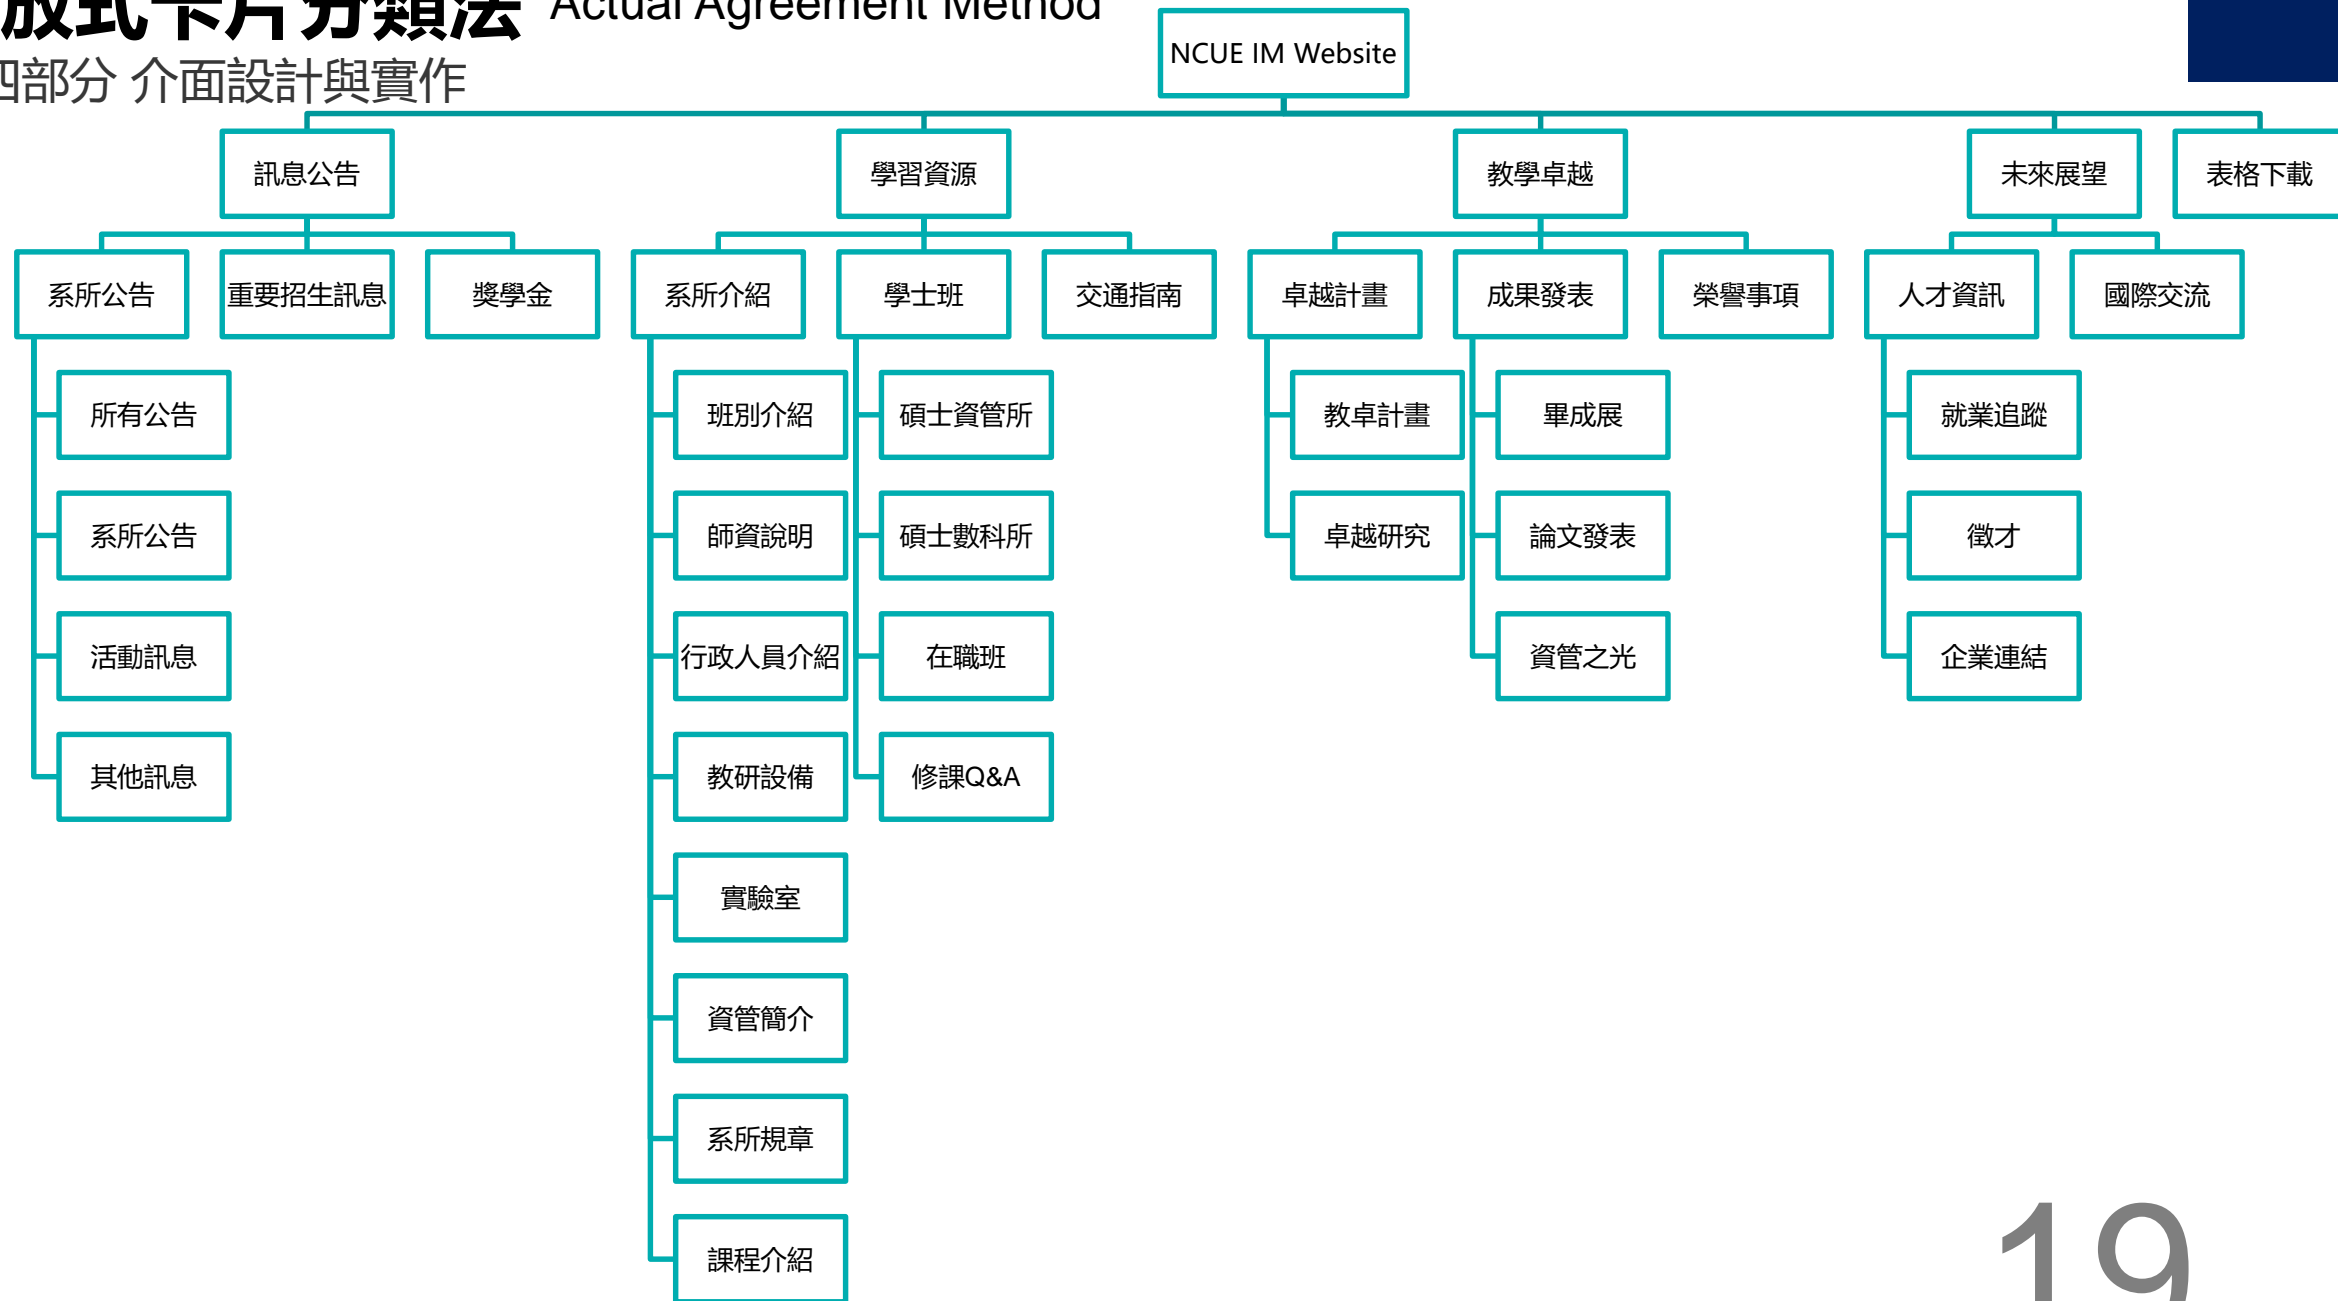 放式卡片分類法 Actual Agreement Method
四部分 介面設計與實作
NCUE IM Website
訊息公告
學習資源
教學卓越
未來展望
表格下載
系所公告
重要招生訊息
獎學金
系所介紹
學士班
交通指南
卓越計畫
成果發表
榮譽事項
人才資訊
國際交流
所有公告
班別介紹
碩士資管所
教卓計畫
畢成展
就業追蹤
系所公告
師資說明
碩士數科所
卓越研究
論文發表
徵才
活動訊息
行政人員介紹
在職班
資管之光
企業連結
其他訊息
教研設備
修課Q&A
實驗室
資管簡介
系所規章
課程介紹
19